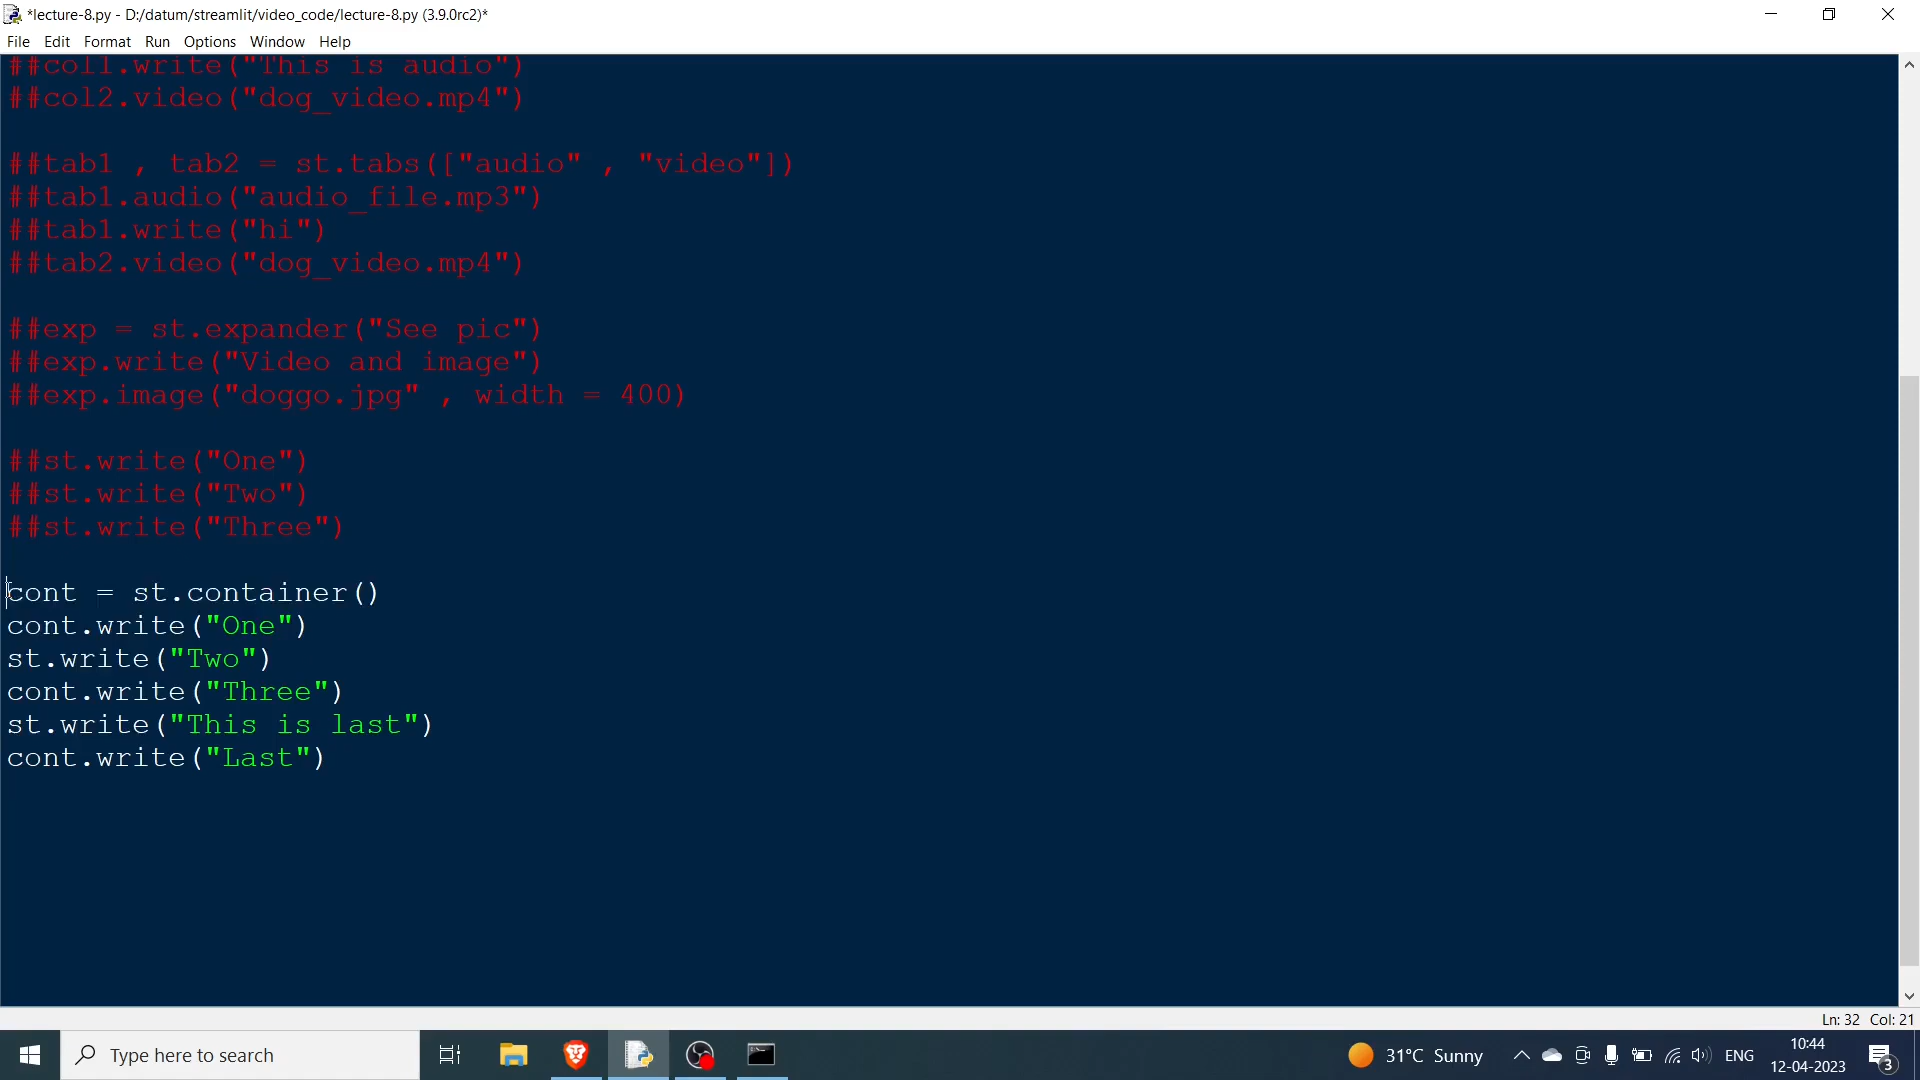 *lecture-8.py - D:/datum/streamlit/video_code/lecture-8.py (3.9.0rc2)*
File Edit Format Run Options Window Help
##col1.write("This is audio")
##col2.video("dog_video.mp4")
##tab1 , tab2 = st.tabs(["audio" , "video"])
##tab1.audio("audio_file.mp3")
##tab1.write("hi")
##tab2.video("dog_video.mp4")
##exp = st.expander("See pic")
##exp.write("Video and image")
##exp.image("doggo.jpg" , width = 400)
##st.write("One")
##st.write("Two")
##st.write("Three")
cont = st.container()
cont.write("One")
st.write("Two")
cont.write("Three")
st.write("This is last")
cont.write("Last")
Ln: 32 Col: 21
Type here to search
31°C Sunny
ENG
10:44
12-04-2023
3